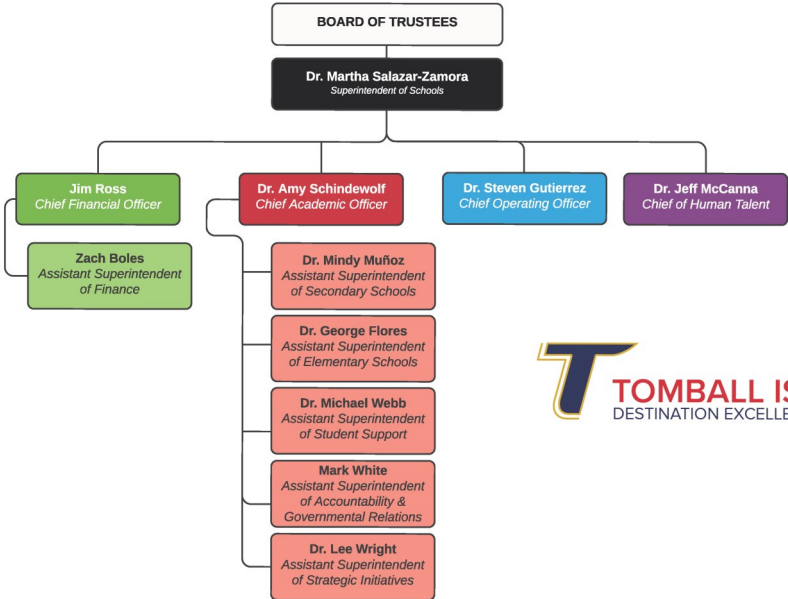 BOARD OF TRUSTEES
Dr. Martha Salazar-Zamora
Superintendent of Schools
Jim Ross
Chief Financial Officer
Dr. Amy Schindewolf
Chief Academic Officer
Dr. Steven Gutierrez
Chief Operating Officer
Dr. Jeff McCanna
Chief of Human Talent
Zach Boles
Assistant Superintendent
of Finance
Dr. Mindy Muñoz
Assistant Superintendent
of Secondary Schools
Dr. George Flores
Assistant Superintendent
of Elementary Schools
Dr. Michael Webb
Assistant Superintendent
of Student Support
Mark White
Assistant Superintendent
of Accountability &
Governmental Relations
Dr. Lee Wright
Assistant Superintendent
of Strategic Initiatives
T
TOMBALL IS
DESTINATION EXCELLE